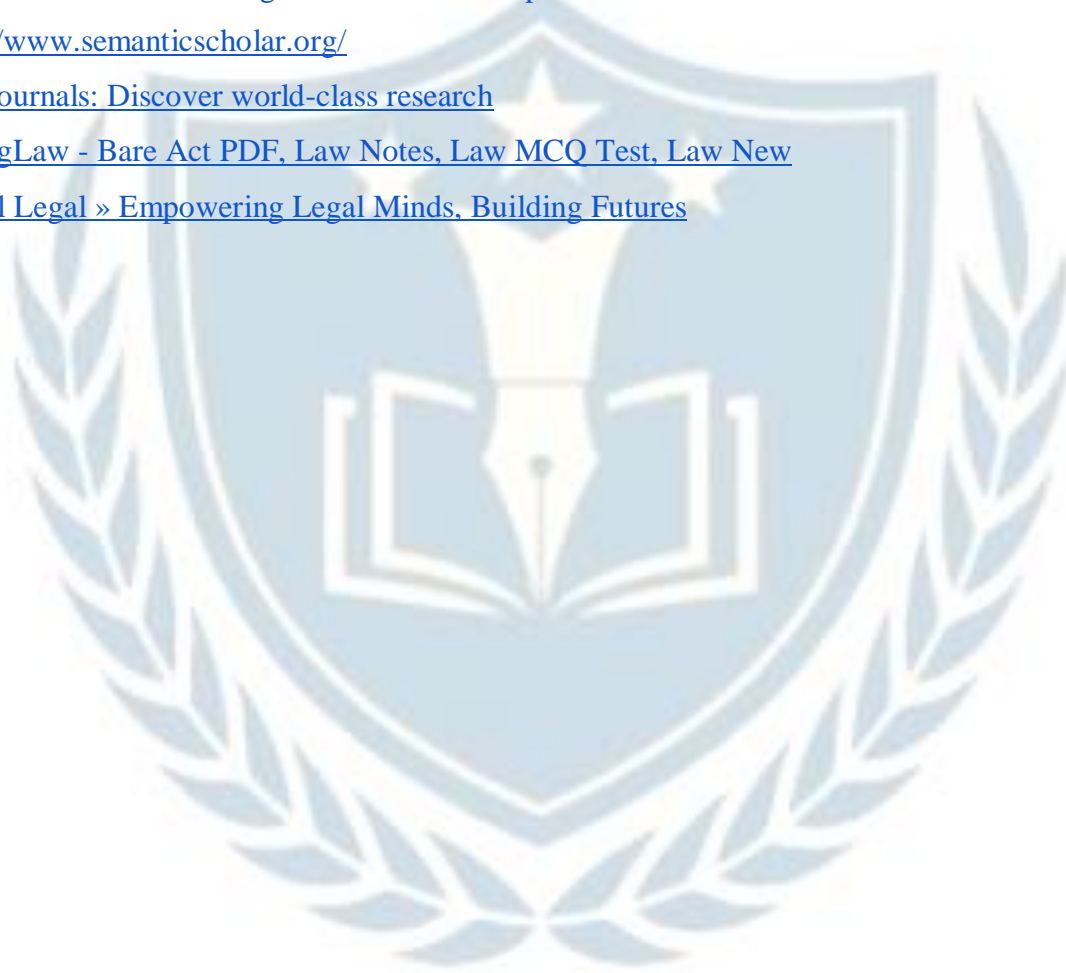 /www.semanticscholar.org/
ournals: Discover world-class research
gLaw - Bare Act PDF, Law Notes, Law MCQ Test, Law New
l Legal » Empowering Legal Minds, Building Futures